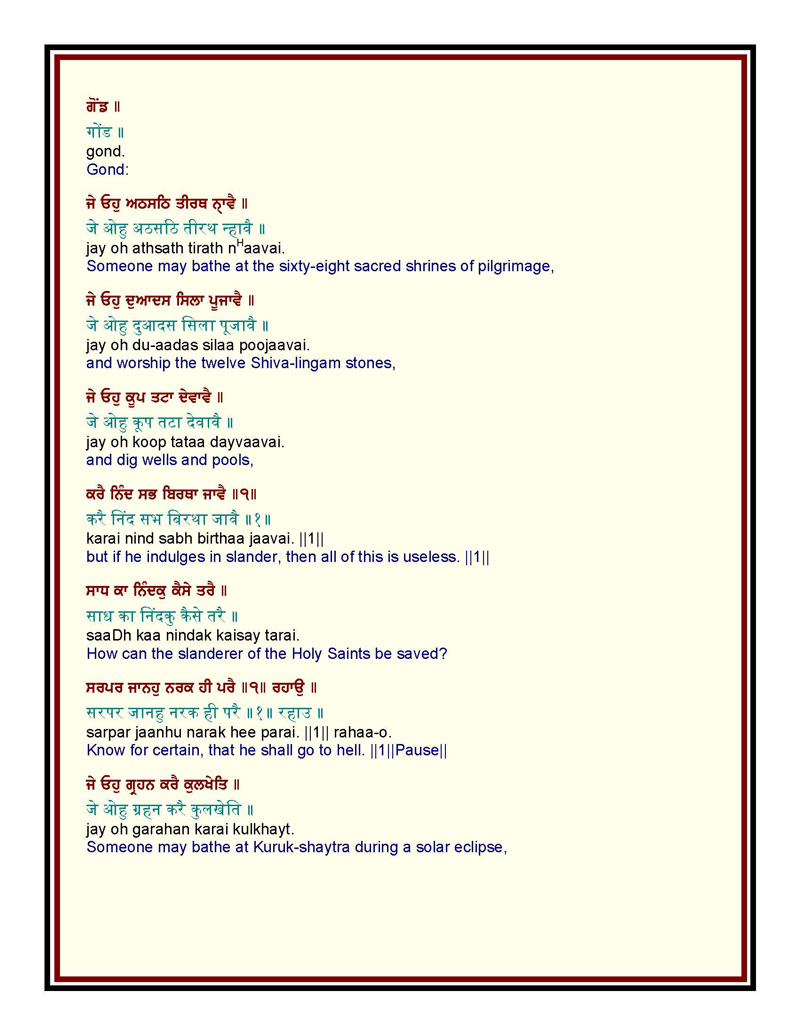 ਗੋਂਡ ॥
गोंड ॥
gond.
Gond:
ਜੇ ਓਹੁ ਅਠਸਠਿ ਤੀਰਥ ਨ੍ਹਾਵੈ ॥
जे ओहु अठसठि तीरथ न्हावै ॥
jay oh athsath tirath nHaavai.
Someone may bathe at the sixty-eight sacred shrines of pilgrimage,
ਜੇ ਓਹੁ ਦੁਆਦਸ ਸਿਲਾ ਪੂਜਾਵੈ ॥
जे ओहु दुआदस सिला पूजावै ॥
jay oh du-aadas silaa poojaavai.
and worship the twelve Shiva-lingam stones,
ਜੇ ਓਹੁ ਕੂਪ ਤਟਾ ਦੇਵਾਵੈ ॥
जे ओहु कूप तटा देवावै ॥
jay oh koop tataa dayvaavai.
and dig wells and pools,
ਕਰੈ ਨਿੰਦ ਸਭ ਬਿਰਥਾ ਜਾਵੈ ॥੧॥
करै निंद सभ बिरथा जावै ॥१॥
karai nind sabh birthaa jaavai. ||1||
but if he indulges in slander, then all of this is useless. ||1||
ਸਾਧ ਕਾ ਨਿੰਦਕੁ ਕੈਸੇ ਤਰੈ ॥
साध का निंदकु कैसे तरै ॥
saaDh kaa nindak kaisay tarai.
How can the slanderer of the Holy Saints be saved?
ਸਰਪਰ ਜਾਨਹੁ ਨਰਕ ਹੀ ਪਰੈ ॥੧॥ ਰਹਾਉ ॥
सरपर जानहु नरक ही परै ॥१॥ रहाउ ॥
sarpar jaanhu narak hee parai. ||1|| rahaa-o.
Know for certain, that he shall go to hell. ||1||Pause||
ਜੇ ਓਹੁ ਗ੍ਰਹਨ ਕਰੈ ਕੁਲਖੇਤਿ ॥
जे ओहु ग्रहन करै कुलखेति ॥
jay oh garahan karai kulkhayt.
Someone may bathe at Kuruk-shaytra during a solar eclipse,